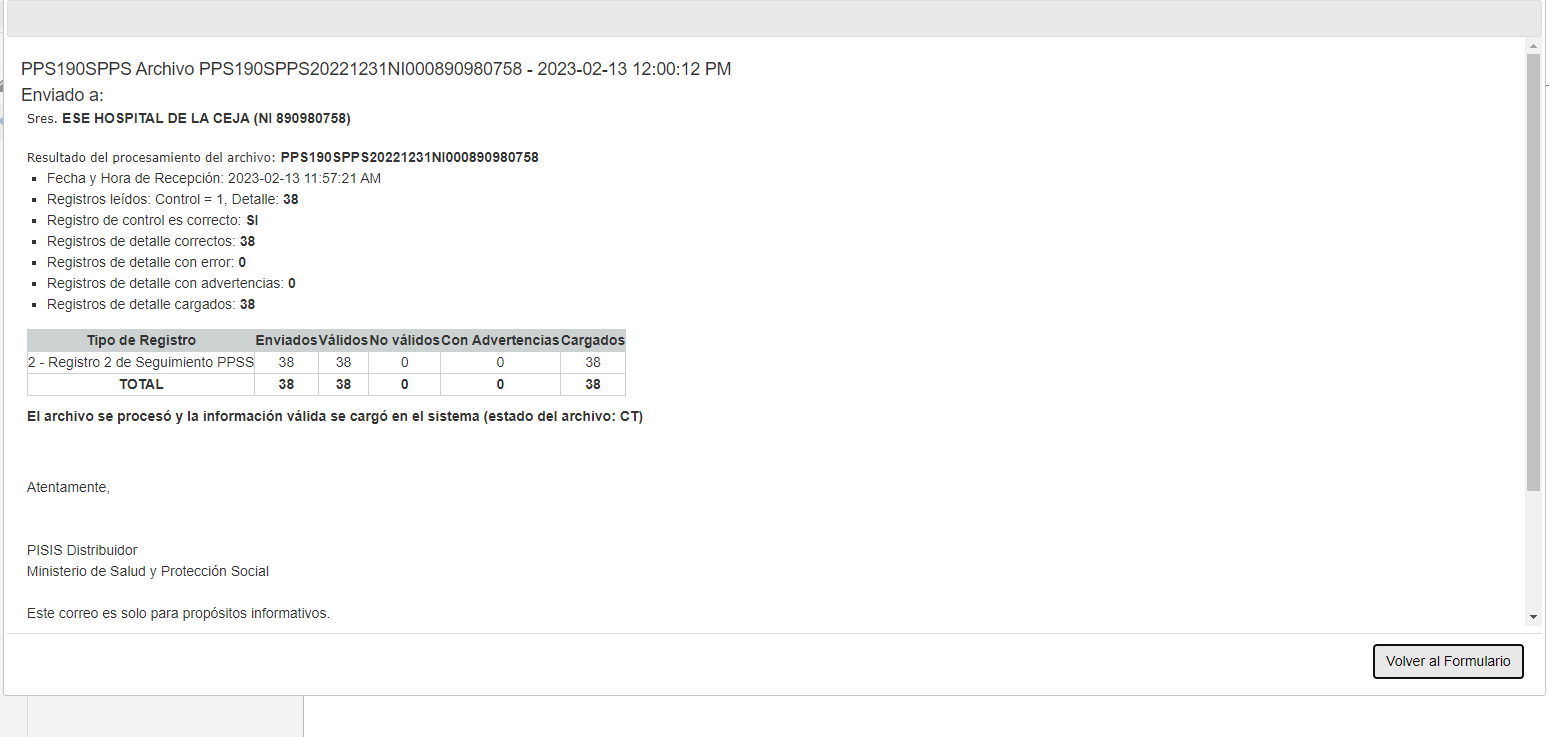 PPS190SPPS Archivo PPS190SPPS20221231NI000890980758 - 2023-02-13 12:00:12 PM
Enviado a:
Sres. ESE HOSPITAL DE LA CEJA (NI 890980758)
Resultado del procesamiento del archivo: PPS190SPPS20221231NI000890980758
Fecha y Hora de Recepción: 2023-02-13 11:57:21 AM
Registros leídos: Control = 1, Detalle: 38
Registro de control es correcto: SI
Registros de detalle correctos: 38
Registros de detalle con error: 0
Registros de detalle con advertencias: 0
Registros de detalle cargados: 38
Tipo de Registro Enviados Válidos No válidos Con Advertencias Cargados
2 - Registro 2 de Seguimiento PPSS 38 38 0 0 38
TOTAL 38 38 0 0 38
El archivo se procesó y la información válida se cargó en el sistema (estado del archivo: CT)
Atentamente,
PISIS Distribuidor
Ministerio de Salud y Protección Social
Este correo es solo para propósitos informativos.
Volver al Formulario